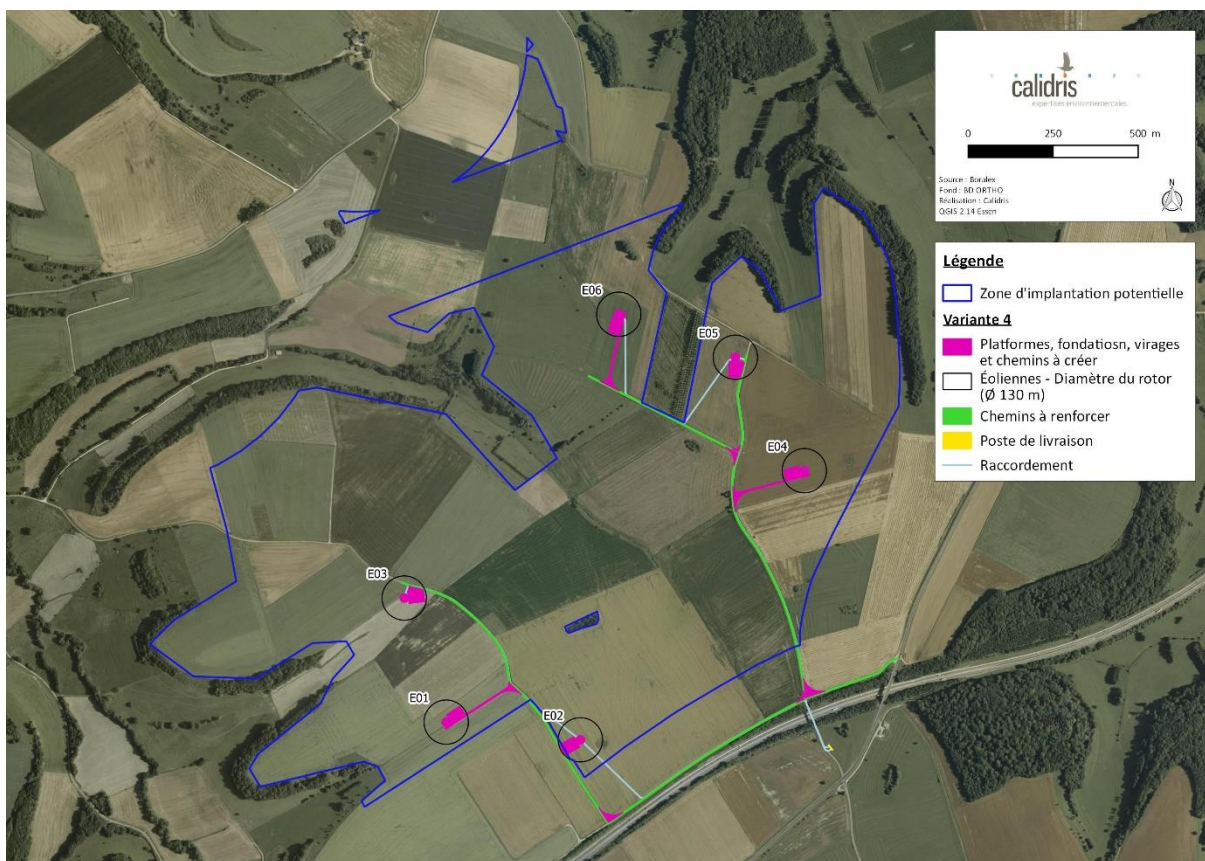 calidris
expertises environnementales
0 250 500 m
Source : Boralex
Fond : BD ORTHO
Réalisation : Calidris
QGIS 2.14 Essen
N
Légende
Zone d'implantation potentielle
Variante 4
Platformes, fondatiosn, virages
et chemins à créer
Éoliennes - Diamètre du rotor
(Ø 130 m)
Chemins à renforcer
Poste de livraison
Raccordement
E06
E05
E04
E03
E01
E02